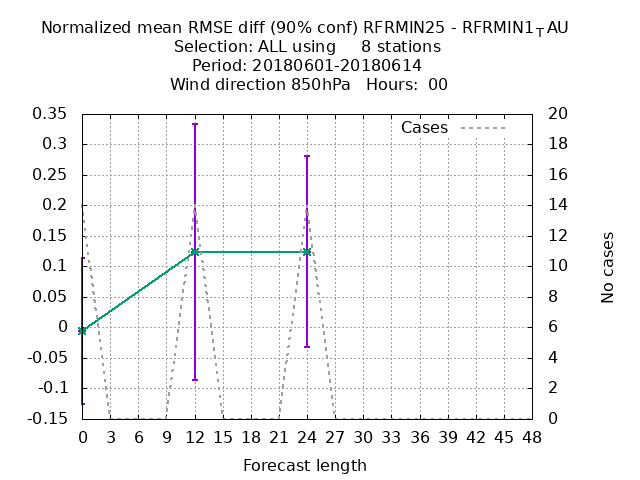 Normalized mean RMSE diff (90% conf) RFRMIN25 - RFRMIN1_TAU
Selection: ALL using     8 stations
Period: 20180601-20180614
Wind direction 850hPa   Hours:  00
Cases
0.35
0.3
0.25
0.2
0.15
0.1
0.05
0
-0.05
-0.1
-0.15
20
18
16
14
12
10
8
6
4
2
0
No cases
0 3 6 9 12 15 18 21 24 27 30 33 36 39 42 45 48
Forecast length